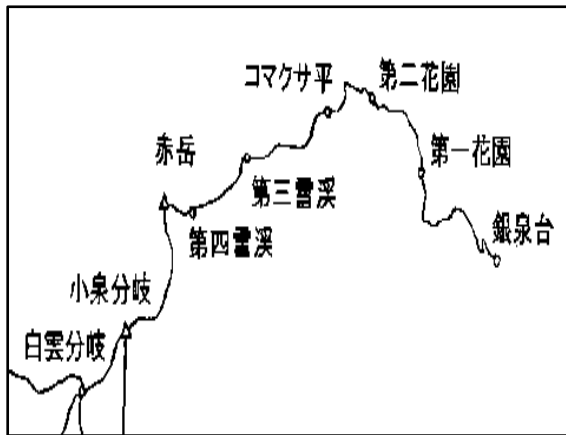 コマクサ平
第二花園
赤岳
第一花園
第三雪渓
第四雪渓
銀泉台
小泉分岐
白雲分岐